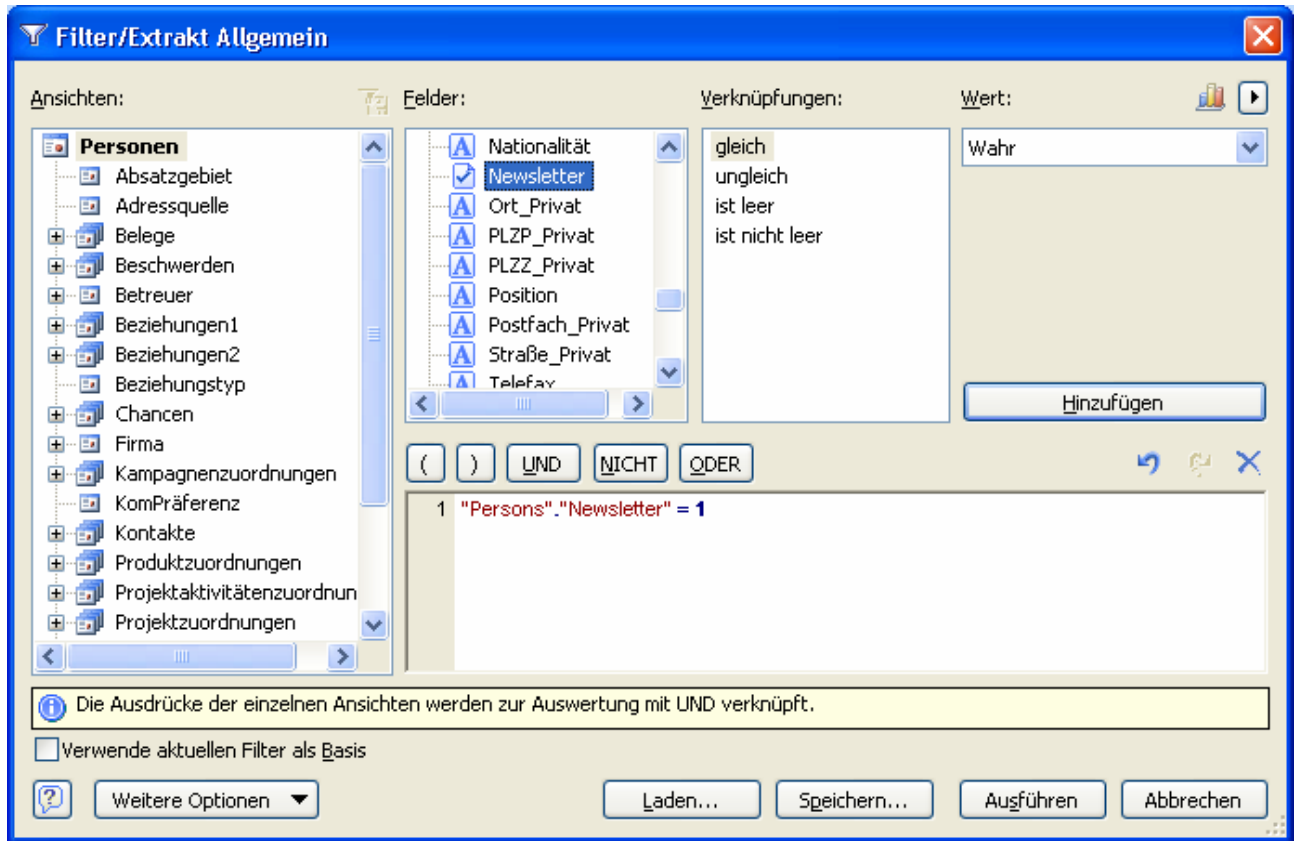 Filter/Extrakt Allgemein
Ansichten:
Felder:
Verknüpfungen:
Wert:
Personen
Absatzgebiet
Adressquelle
Belege
Beschwerden
Betreuer
Beziehungen1
Beziehungen2
Beziehungstyp
Chancen
Firma
Kampagnenzuordnungen
KomPräferenz
Kontakte
Produktzuordnungen
Projektaktivitätenzuordnun
Projektzuordnungen
A Nationalität
Newsletter
A Ort_Privat
A PLZP_Privat
A PLZZ_Privat
A Position
A Postfach_Privat
A Straße_Privat
A Telefax
gleich
ungleich
ist leer
ist nicht leer
Wahr
Hinzufügen
( ) UND NICHT ODER
1 "Persons"."Newsletter" = 1
Die Ausdrücke der einzelnen Ansichten werden zur Auswertung mit UND verknüpft.
Verwende aktuellen Filter als Basis
? Weitere Optionen Laden... Speichern... Ausführen Abbrechen